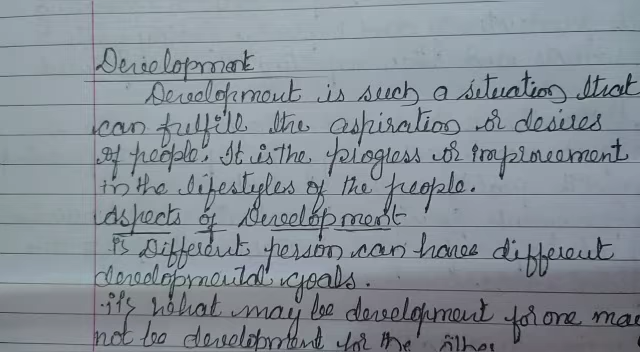 Development
Development is such a situation that
can fulfill the aspiration or desires
of people. It is the progress or improvement
in the lifestyles of the people.
Aspects of Development
i) Different person can have different
developmental goals.
ii) What may be development for one may
not be development for the other